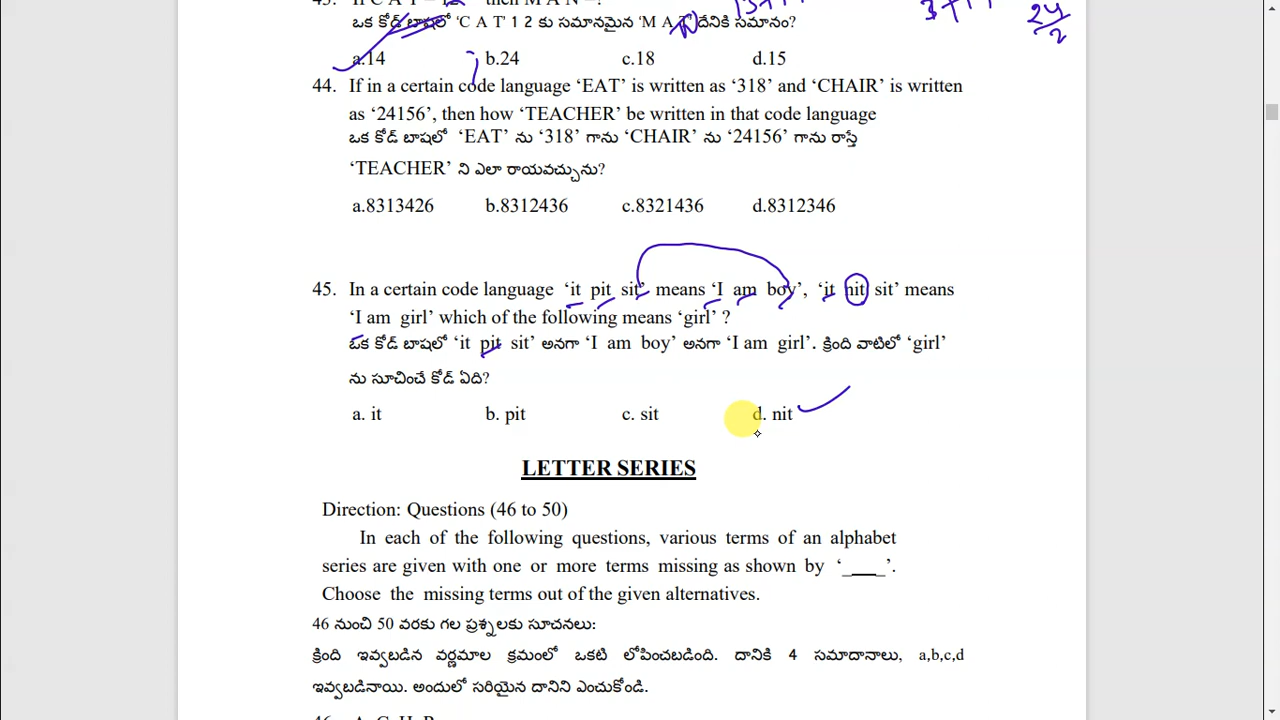 ఒక కోడ్ బాషలో 'C A T' 1 2 కు సమానమైన 'M A దేనికి సమానం?
24/2
a.14 b.24 c.18 d.15
44. If in a certain code language ‘EAT’ is written as ‘318’ and ‘CHAIR’ is written
as ‘24156’, then how ‘TEACHER’ be written in that code language
ఒక కోడ్ బాషలో ‘EAT’ ను ‘318’ గాను ‘CHAIR’ ను ‘24156’ గాను రాస్తే
‘TEACHER’ ని ఎలా రాయవచ్చును?
a.8313426 b.8312436 c.8321436 d.8312346
45. In a certain code language ‘it pit sit’ means ‘I am boy’, ‘it nit sit’ means
‘I am girl’ which of the following means ‘girl’ ?
ఒక కోడ్ బాషలో ‘it pit sit’ అనగా ‘I am boy’ అనగా ‘I am girl’. క్రింది వాటిలో ‘girl’
ను సూచించే కోడ్ ఏది?
a. it b. pit c. sit d. nit
LETTER SERIES
Direction: Questions (46 to 50)
In each of the following questions, various terms of an alphabet
series are given with one or more terms missing as shown by ‘____’.
Choose the missing terms out of the given alternatives.
46 నుంచి 50 వరకు గల ప్రశ్నలకు సూచనలు:
క్రింది ఇవ్వబడిన వర్ణమాల క్రమంలో ఒకటి లోపించబడింది. దానికి 4 సమాదానాలు, a,b,c,d
ఇవ్వబడినాయి. అందులో సరియైన దానిని ఎంచుకోండి.